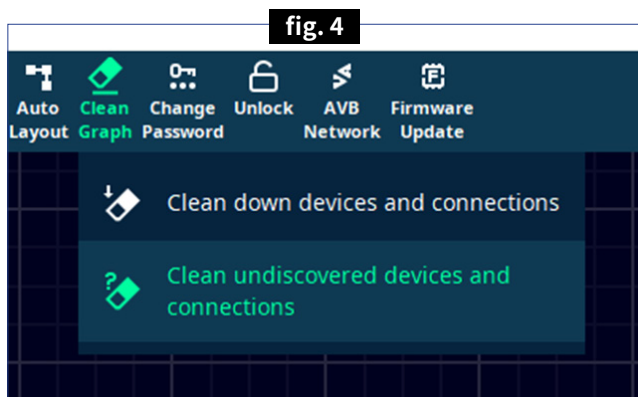 fig. 4
Auto Clean Change Unlock AVB Firmware
Layout Graph Password Network Update
Clean down devices and connections
Clean undiscovered devices and
connections